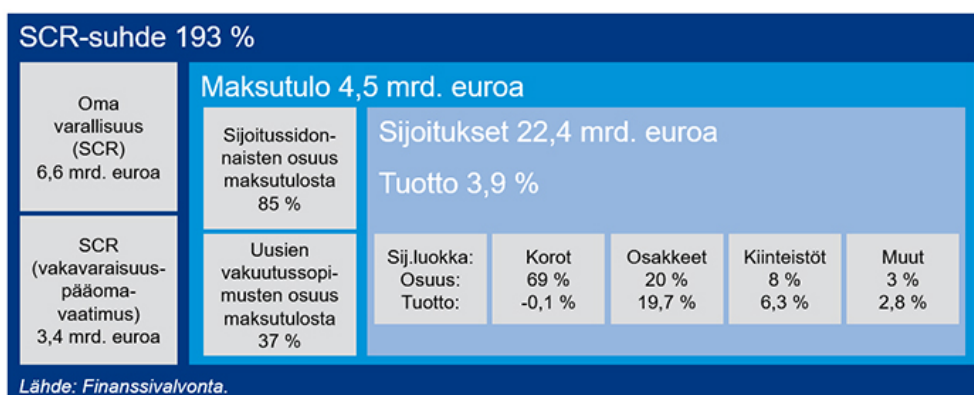 SCR-suhde 193 %
Oma
varallisuus
(SCR)
6,6 mrd. euroa
SCR
(vakavaraisuus-
pääoma-
vaatimus)
3,4 mrd. euroa
Maksutulo 4,5 mrd. euroa
Sijoitussidon-
naisten osuus
maksutulosta
85 %
Uusien
vakuutussopi-
musten osuus
maksutulosta
37 %
Sijoitukset 22,4 mrd. euroa
Tuotto 3,9 %
Sij.luokka: Korot Osakkeet Kiinteistöt Muut
Osuus: 69 % 20 % 8 % 3 %
Tuotto: -0,1 % 19,7 % 6,3 % 2,8 %
Lähde: Finanssivalvonta.